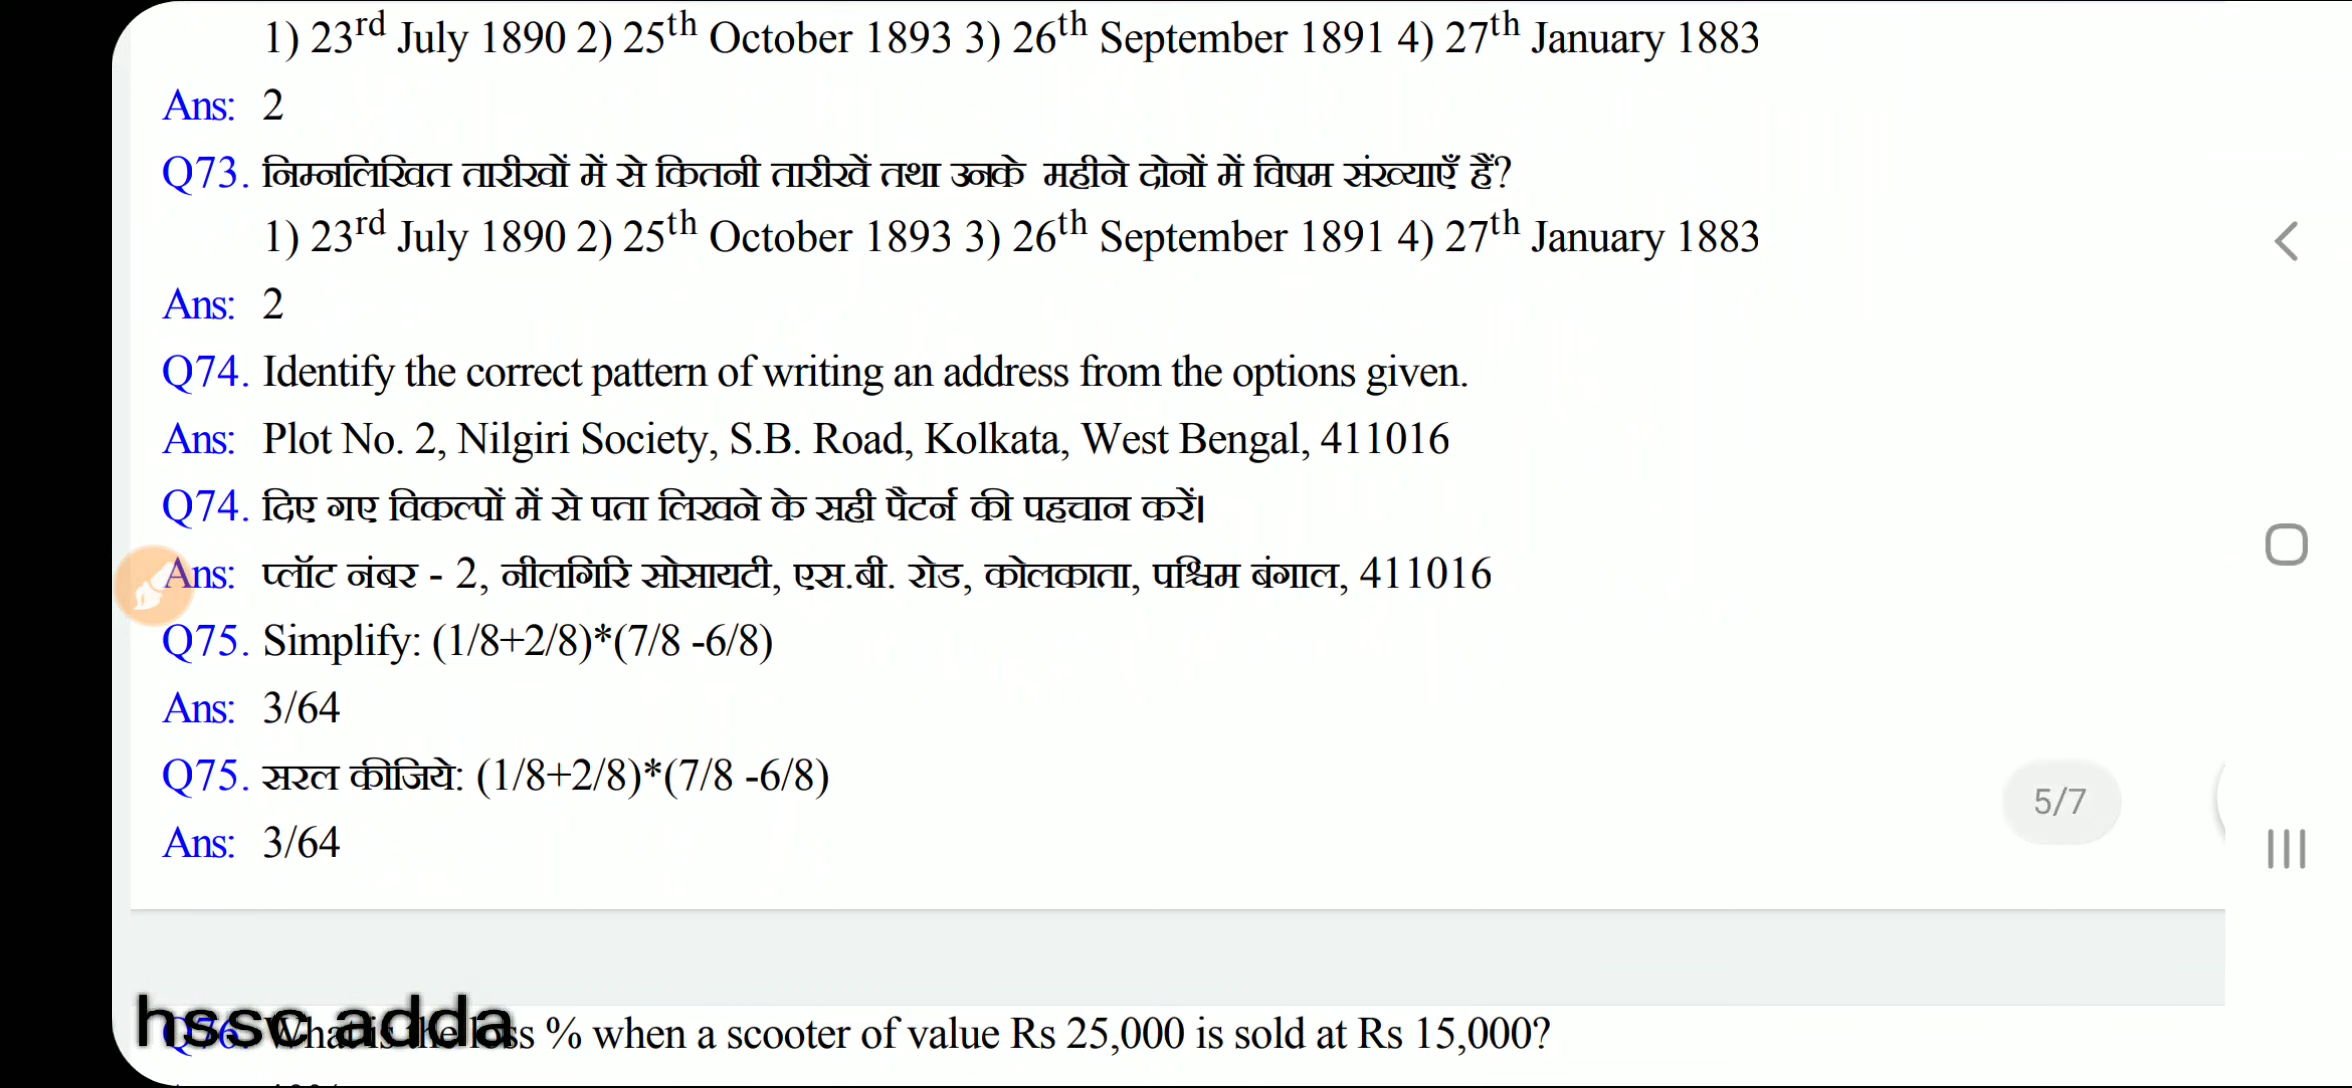 1) 23rd July 1890 2) 25th October 1893 3) 26th September 1891 4) 27th January 1883
Ans: 2
Q73. निम्नलिखित तारीखों में से कितनी तारीखें तथा उनके महीने दोनों में विषम संख्याएँ हैं?
1) 23rd July 1890 2) 25th October 1893 3) 26th September 1891 4) 27th January 1883
Ans: 2
Q74. Identify the correct pattern of writing an address from the options given.
Ans: Plot No. 2, Nilgiri Society, S.B. Road, Kolkata, West Bengal, 411016
Q74. दिए गए विकल्पों में से पता लिखने के सही पैटर्न की पहचान करें।
Ans: प्लॉट नंबर - 2, नीलगिरि सोसायटी, एस.बी. रोड, कोलकाता, पश्चिम बंगाल, 411016
Q75. Simplify: (1/8+2/8)*(7/8 -6/8)
Ans: 3/64
Q75. सरल कीजिये: (1/8+2/8)*(7/8 -6/8)
5/7
Ans: 3/64
hssc adda
Q76. What is the loss % when a scooter of value Rs 25,000 is sold at Rs 15,000?